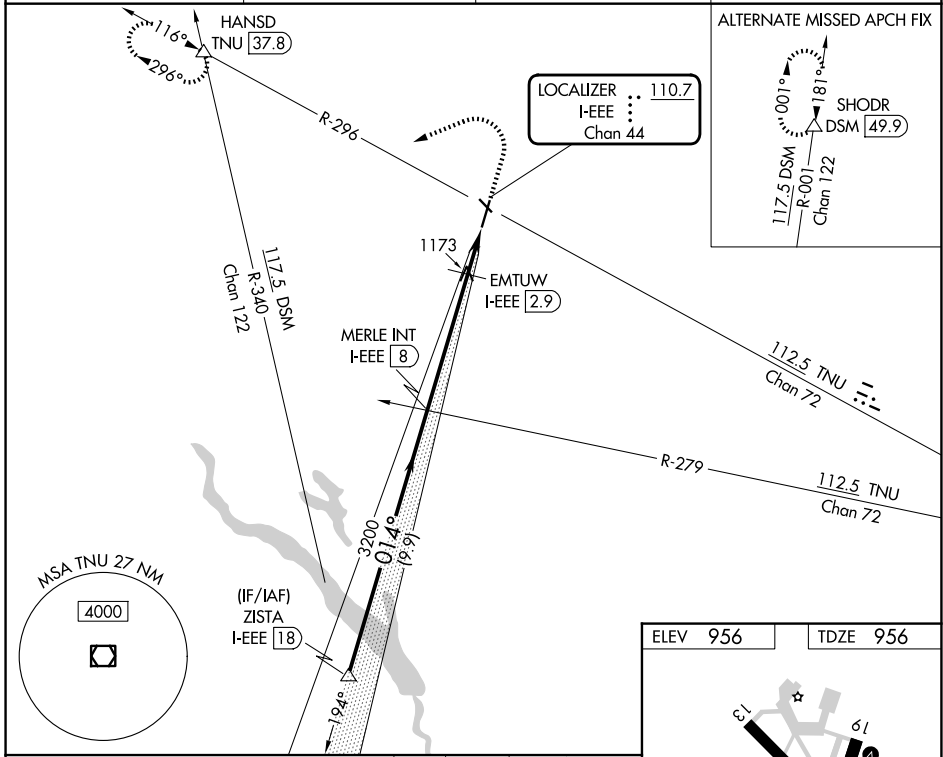 HANSD
TNU 37.8
116°
296°
R-296
LOCALIZER 110.7
I-EEE
Chan 44
ALTERNATE MISSED APCH FIX
001°
181°
SHODR
DSM 49.9
117.5 DSM
R-001
Chan 122
117.5 DSM
R-340
Chan 122
1173
EMTUW
I-EEE 2.9
MERLE INT
I-EEE 8
112.5 TNU
Chan 72
R-279
112.5 TNU
Chan 72
3200
014°
(9.9)
MSA TNU 27 NM
4000
(IF/IAF)
ZISTA
I-EEE 18
194°
ELEV 956
TDZE 956
13
19